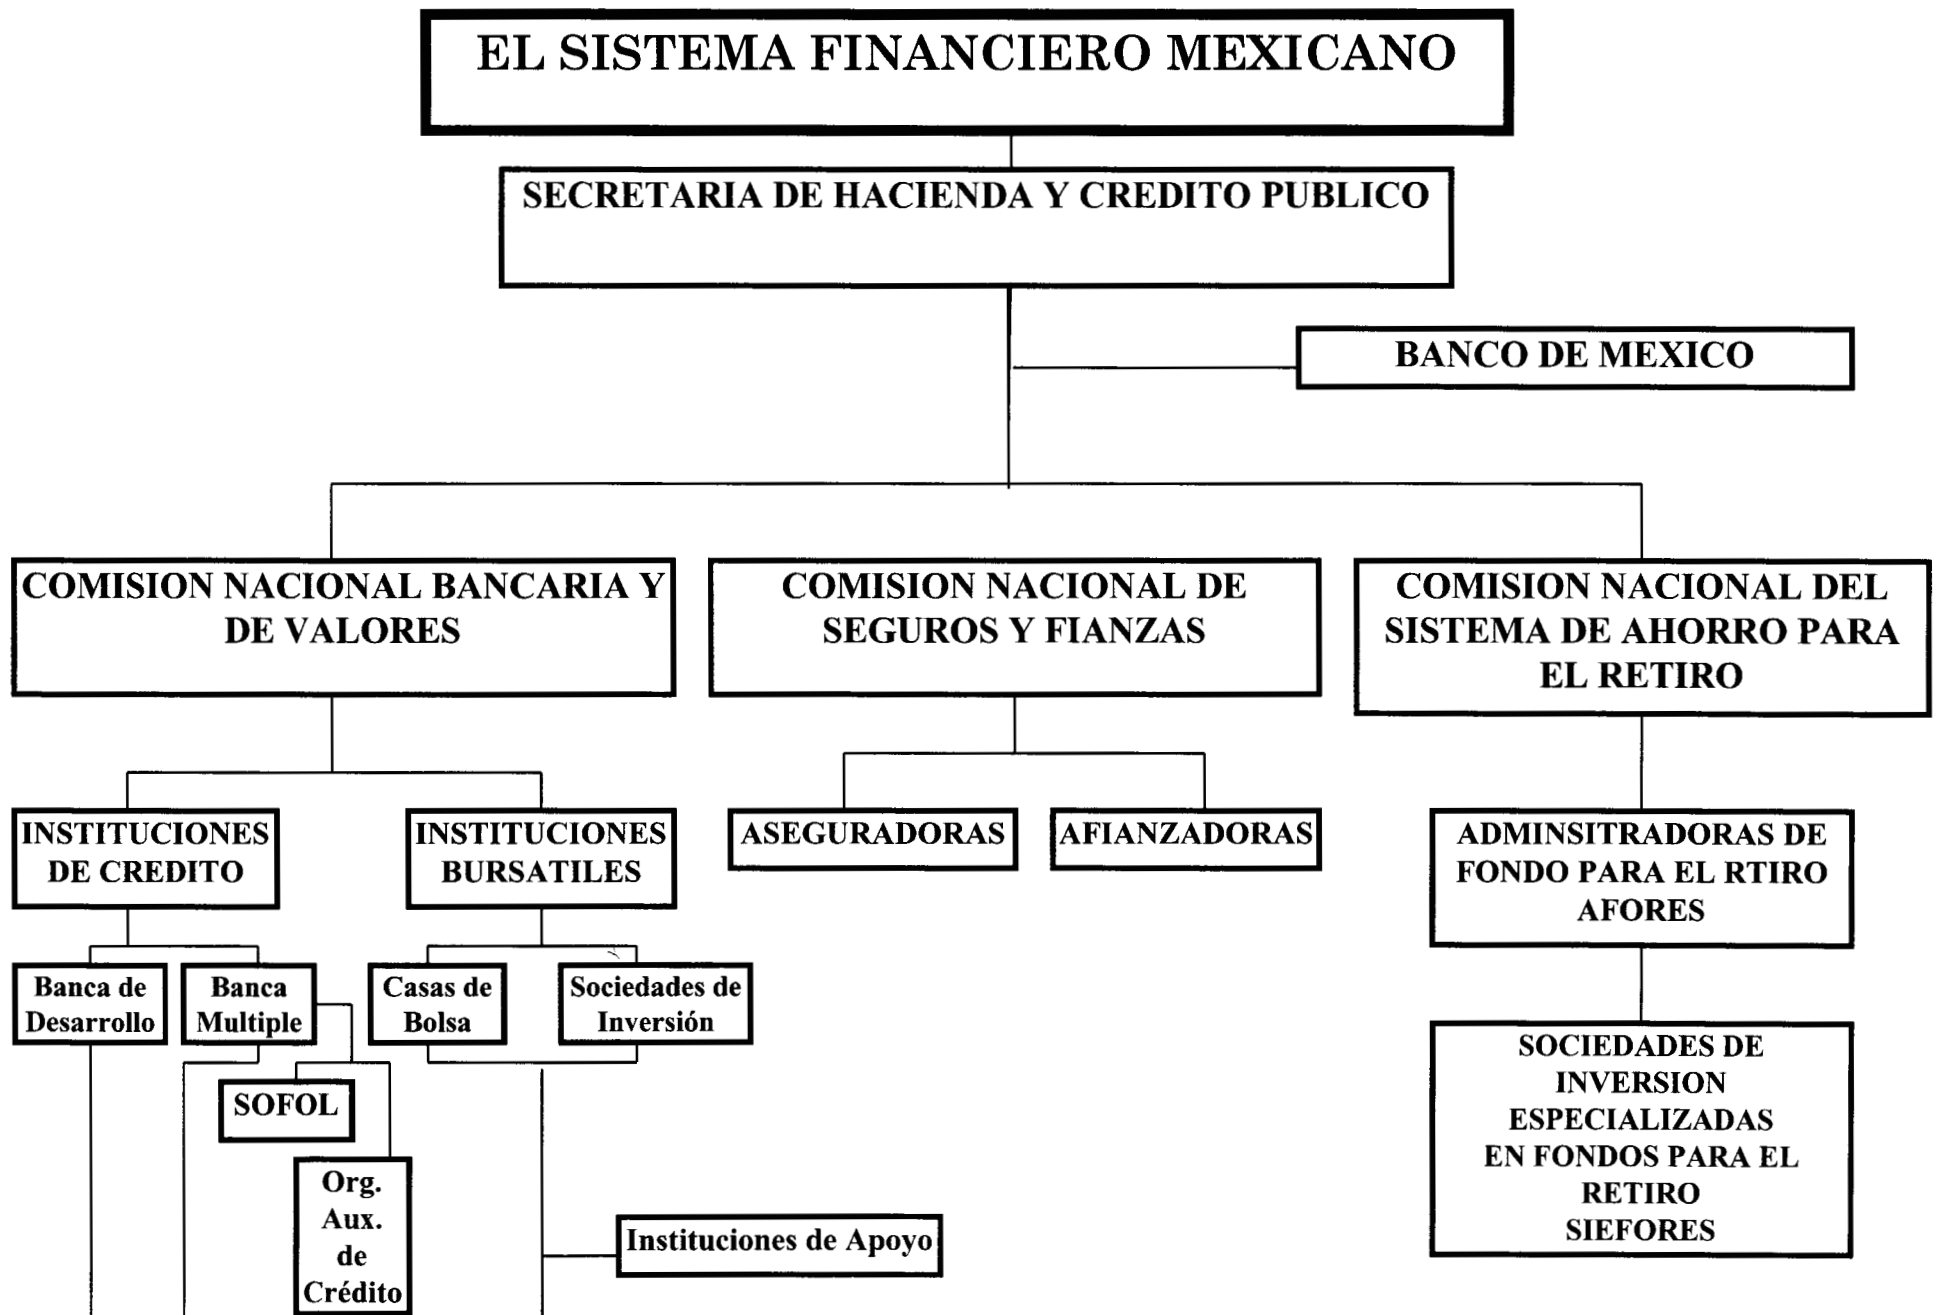 EL SISTEMA FINANCIERO MEXICANO
SECRETARIA DE HACIENDA Y CREDITO PUBLICO
BANCO DE MEXICO
COMISION NACIONAL BANCARIA Y
DE VALORES
COMISION NACIONAL DE
SEGUROS Y FIANZAS
COMISION NACIONAL DEL
SISTEMA DE AHORRO PARA
EL RETIRO
INSTITUCIONES
DE CREDITO
INSTITUCIONES
BURSATILES
ASEGURADORAS
AFIANZADORAS
ADMINSITRADORAS DE
FONDO PARA EL RTIRO
AFORES
Banca de
Desarrollo
Banca
Multiple
Casas de
Bolsa
Sociedades de
Inversión
SOFOL
Org.
Aux.
de
Crédito
Instituciones de Apoyo
SOCIEDADES DE
INVERSION
ESPECIALIZADAS
EN FONDOS PARA EL
RETIRO
SIEFORES